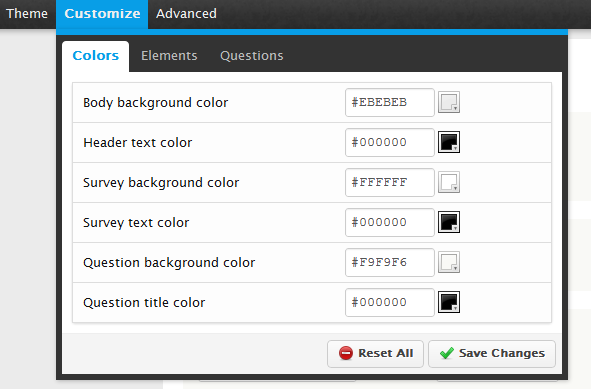 Theme Customize Advanced
Colors Elements Questions
Body background color #EBEBEB
Header text color #000000
Survey background color #FFFFFF
Survey text color #000000
Question background color #F9F9F6
Question title color #000000
Reset All Save Changes